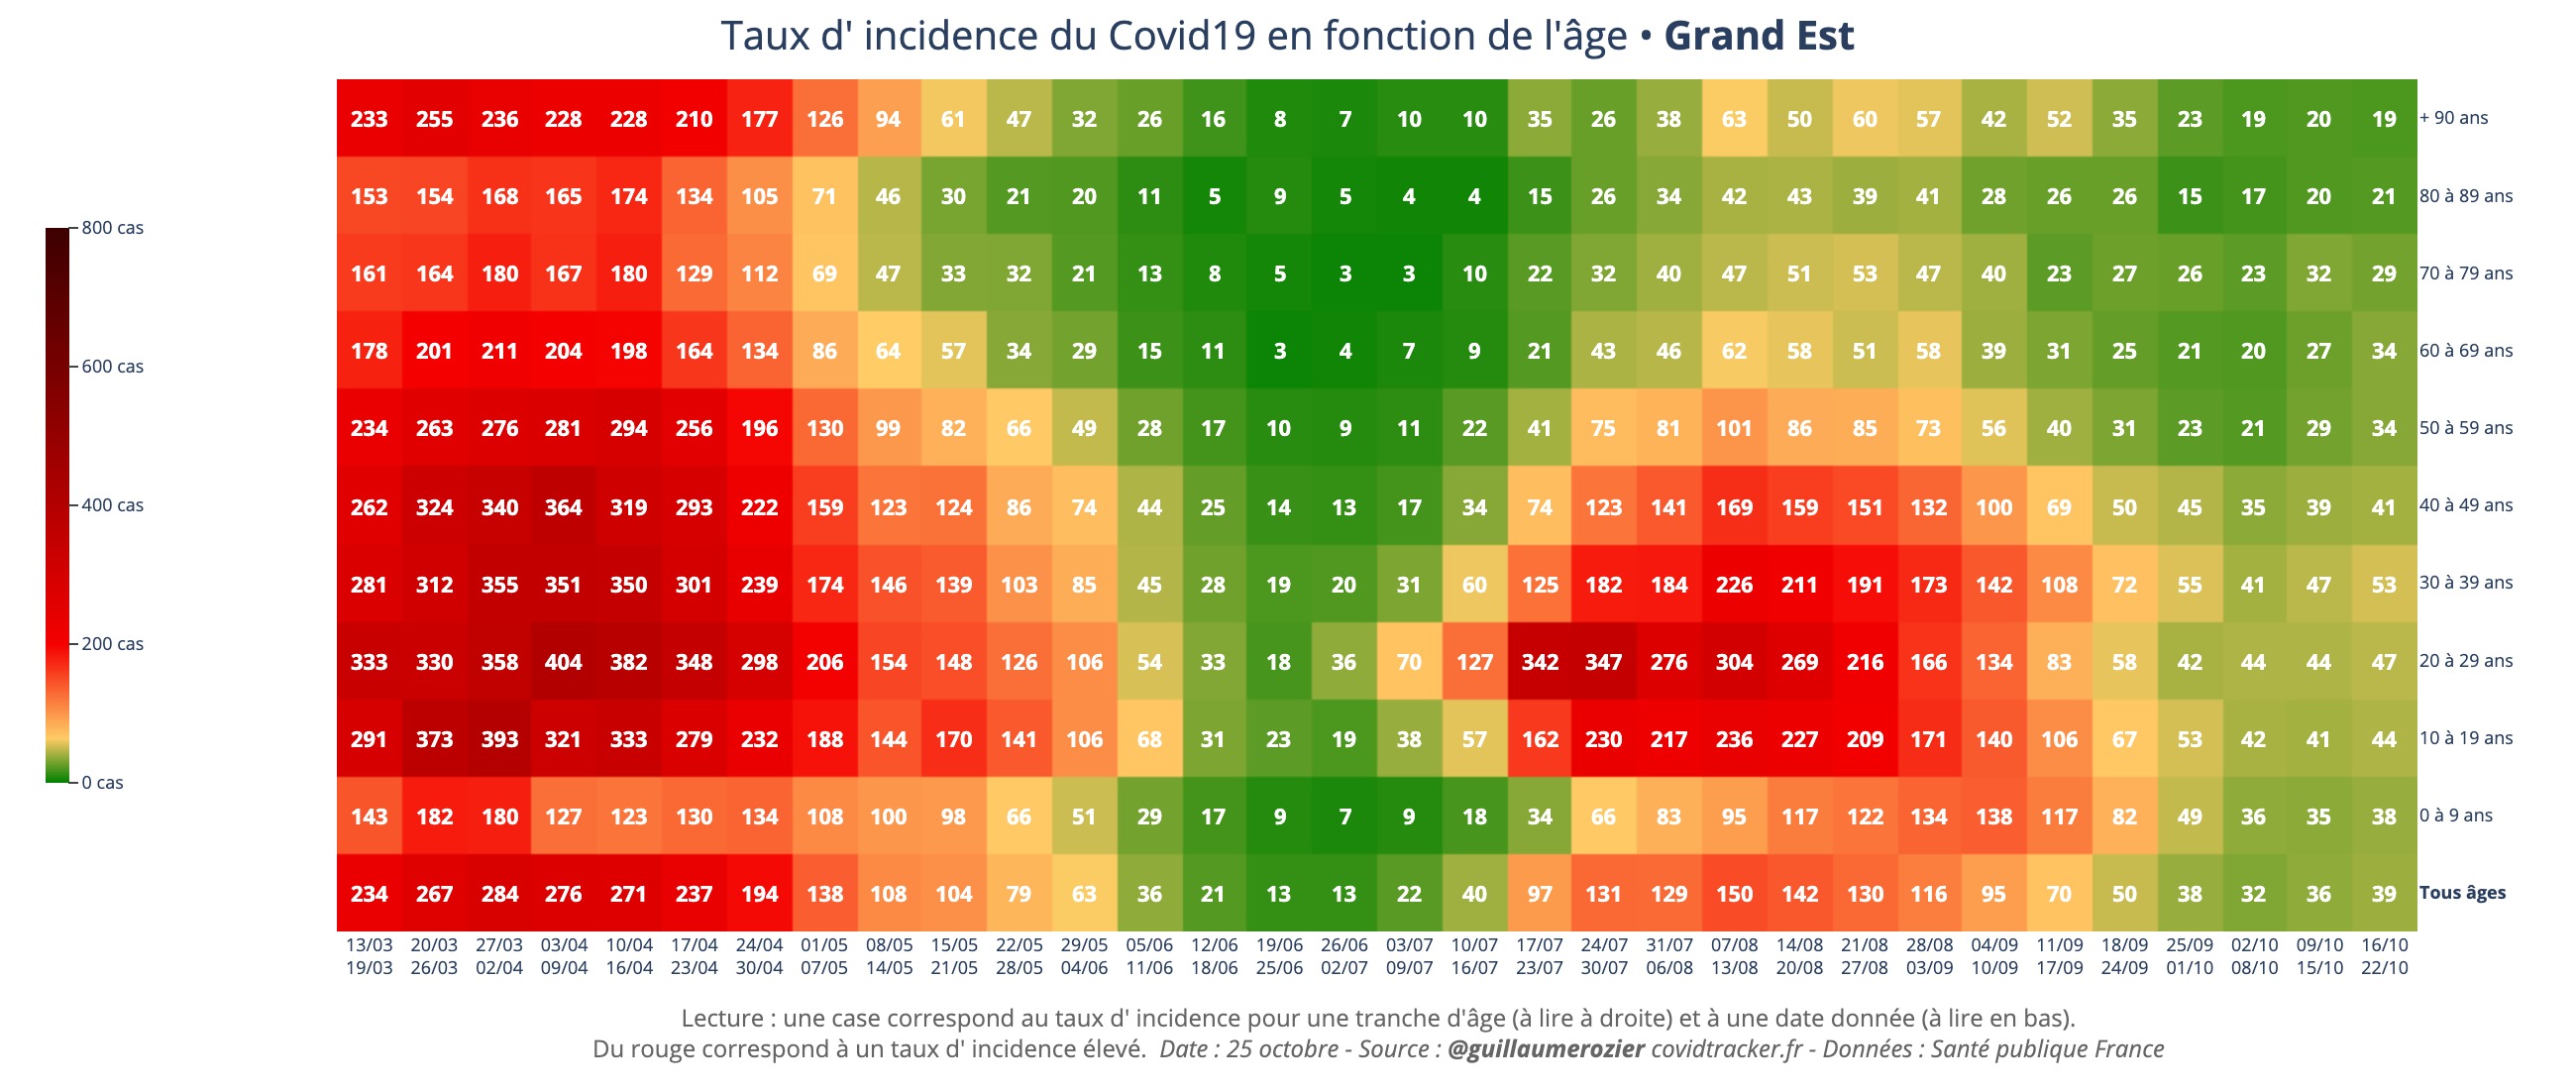 Taux d' incidence du Covid19 en fonction de l'âge • Grand Est
233 255 236 228 228 210 177 126 94 61 47 32 26 16 8 7 10 10 35 26 38 63 50 60 57 42 52 35 23 19 20 19 + 90 ans
153 154 168 165 174 134 105 71 46 30 21 20 11 5 9 5 4 4 15 26 34 42 43 39 41 28 26 26 15 17 20 21 80 à 89 ans
800 cas
161 164 180 167 180 129 112 69 47 33 32 21 13 8 5 3 3 10 22 32 40 47 51 53 47 40 23 27 26 23 32 29 70 à 79 ans
178 201 211 204 198 164 134 86 64 57 34 29 15 11 3 4 7 9 21 43 46 62 58 51 58 39 31 25 21 20 27 34 60 à 69 ans
600 cas
234 263 276 281 294 256 196 130 99 82 66 49 28 17 10 9 11 22 41 75 81 101 86 85 73 56 40 31 23 21 29 34 50 à 59 ans
400 cas
262 324 340 364 319 293 222 159 123 124 86 74 44 25 14 13 17 34 74 123 141 169 159 151 132 100 69 50 45 35 39 41 40 à 49 ans
281 312 355 351 350 301 239 174 146 139 103 85 45 28 19 20 31 60 125 182 184 226 211 191 173 142 108 72 55 41 47 53 30 à 39 ans
200 cas
333 330 358 404 382 348 298 206 154 148 126 106 54 33 18 36 70 127 342 347 276 304 269 216 166 134 83 58 42 44 44 47 20 à 29 ans
291 373 393 321 333 279 232 188 144 170 141 106 68 31 23 19 38 57 162 230 217 236 227 209 171 140 106 67 53 42 41 44 10 à 19 ans
0 cas
143 182 180 127 123 130 134 108 100 98 66 51 29 17 9 7 9 18 34 66 83 95 117 122 134 138 117 82 49 36 35 38 0 à 9 ans
234 267 284 276 271 237 194 138 108 104 79 63 36 21 13 13 22 40 97 131 129 150 142 130 116 95 70 50 38 32 36 39 Tous âges
13/03 20/03 27/03 03/04 10/04 17/04 24/04 01/05 08/05 15/05 22/05 29/05 05/06 12/06 19/06 26/06 03/07 10/07 17/07 24/07 31/07 07/08 14/08 21/08 28/08 04/09 11/09 18/09 25/09 02/10 09/10 16/10
19/03 26/03 02/04 09/04 16/04 23/04 30/04 07/05 14/05 21/05 28/05 04/06 11/06 18/06 25/06 02/07 09/07 16/07 23/07 30/07 06/08 13/08 20/08 27/08 03/09 10/09 17/09 24/09 01/10 08/10 15/10 22/10
Lecture : une case correspond au taux d' incidence pour une tranche d'âge (à lire à droite) et à une date donnée (à lire en bas).
Du rouge correspond à un taux d' incidence élevé. Date : 25 octobre - Source : @guillaumerozier covidtracker.fr - Données : Santé publique France